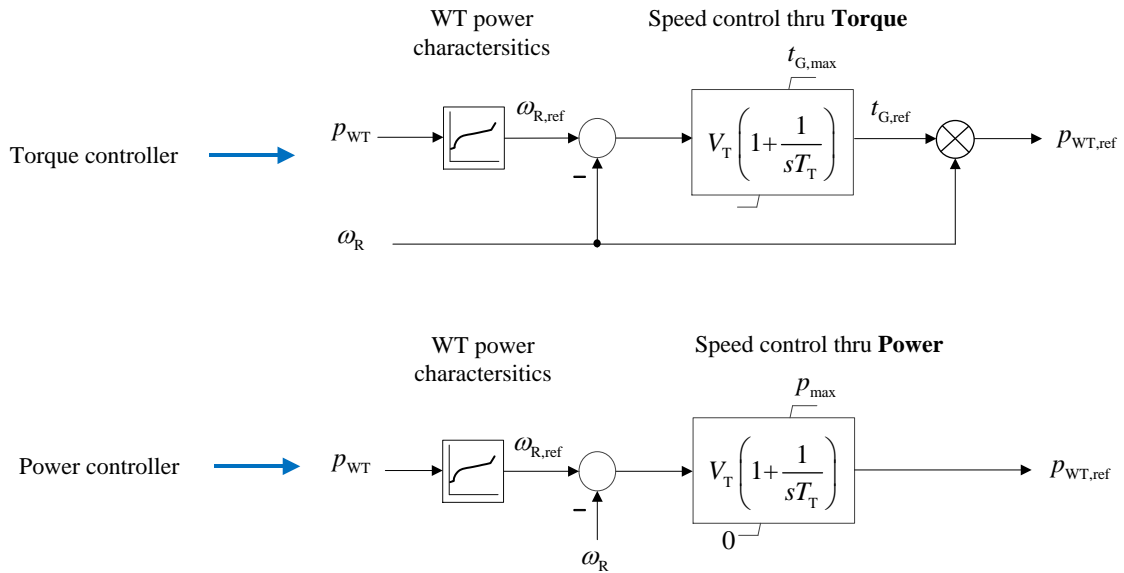 WT power
charactersitics
Speed control thru Torque
t_G,max
p_WT
ω_R,ref
V_T(1+1/(sT_T))
t_G,ref
p_WT,ref
Torque controller
−
ω_R
WT power
charactersitics
Speed control thru Power
p_max
p_WT
ω_R,ref
V_T(1+1/(sT_T))
p_WT,ref
Power controller
−
0
ω_R